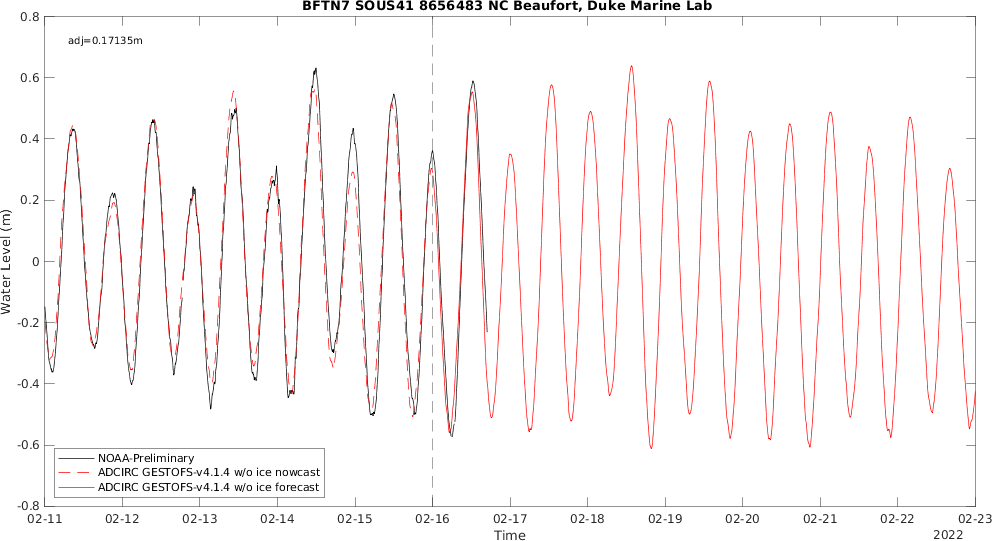 BFTN7 SOUS41 8656483 NC Beaufort, Duke Marine Lab
adj=0.17135m
0.8
0.6
0.4
0.2
0
-0.2
-0.4
-0.6
-0.8
Water Level (m)
NOAA-Preliminary
ADCIRC GESTOFS-v4.1.4 w/o ice nowcast
ADCIRC GESTOFS-v4.1.4 w/o ice forecast
02-11 02-12 02-13 02-14 02-15 02-16 02-17 02-18 02-19 02-20 02-21 02-22 02-23
Time
2022